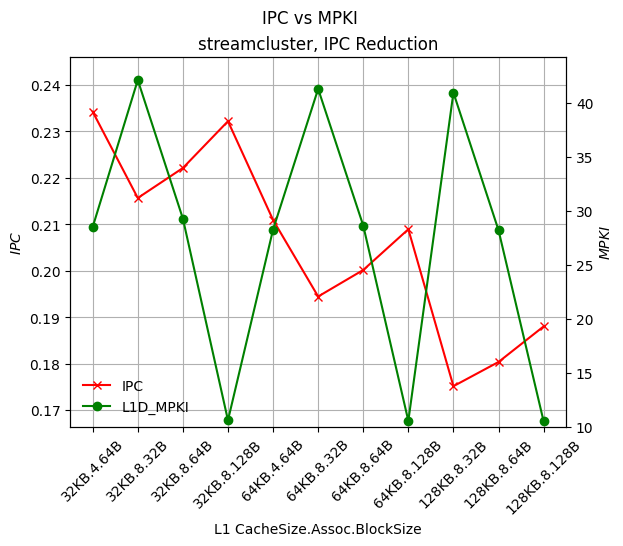 IPC vs MPKI
streamcluster, IPC Reduction
0.24
0.23
0.22
0.21
0.20
0.19
0.18
0.17
IPC
40
35
30
25
20
15
10
MPKI
IPC
L1D_MPKI
32KB.4.64B
32KB.8.32B
32KB.8.64B
32KB.8.128B
64KB.4.64B
64KB.8.32B
64KB.8.64B
64KB.8.128B
128KB.8.32B
128KB.8.64B
128KB.8.128B
L1 CacheSize.Assoc.BlockSize